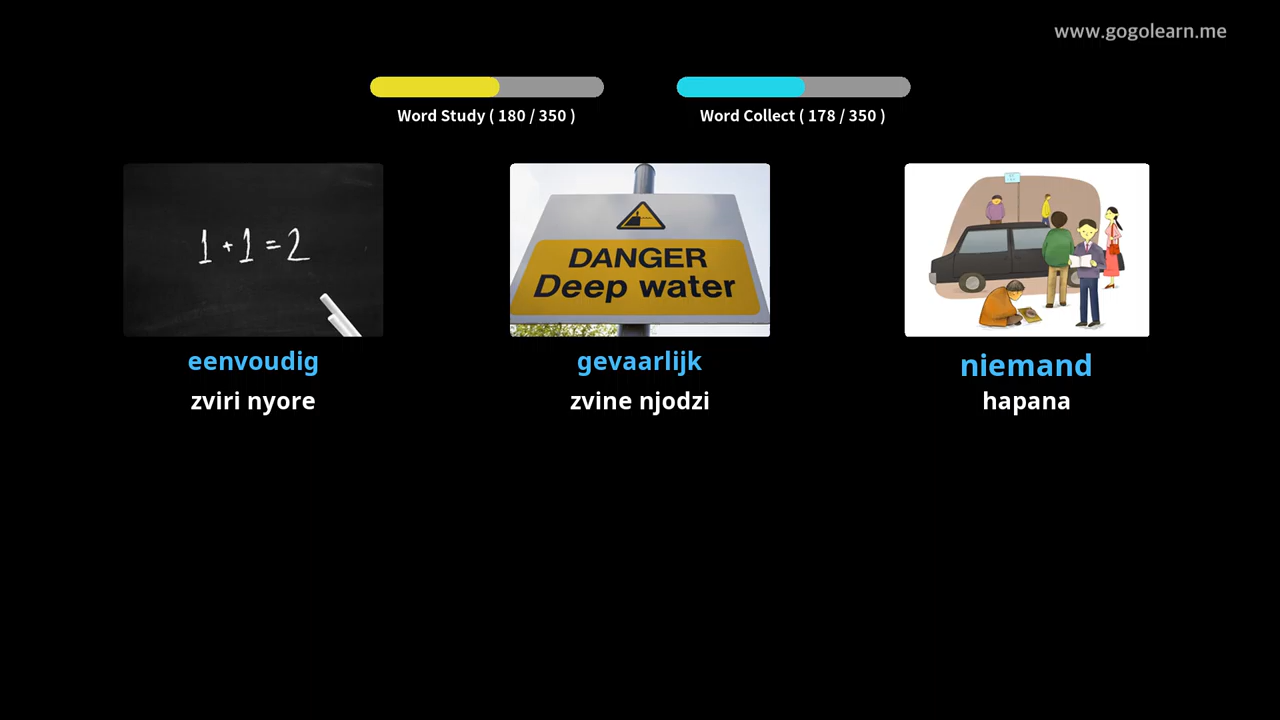 www.gogolearn.me
Word Study ( 180 / 350 )
Word Collect ( 178 / 350 )
1 + 1 = 2
DANGER
Deep water
eenvoudig
gevaarlijk
niemand
zviri nyore
zvine njodzi
hapana